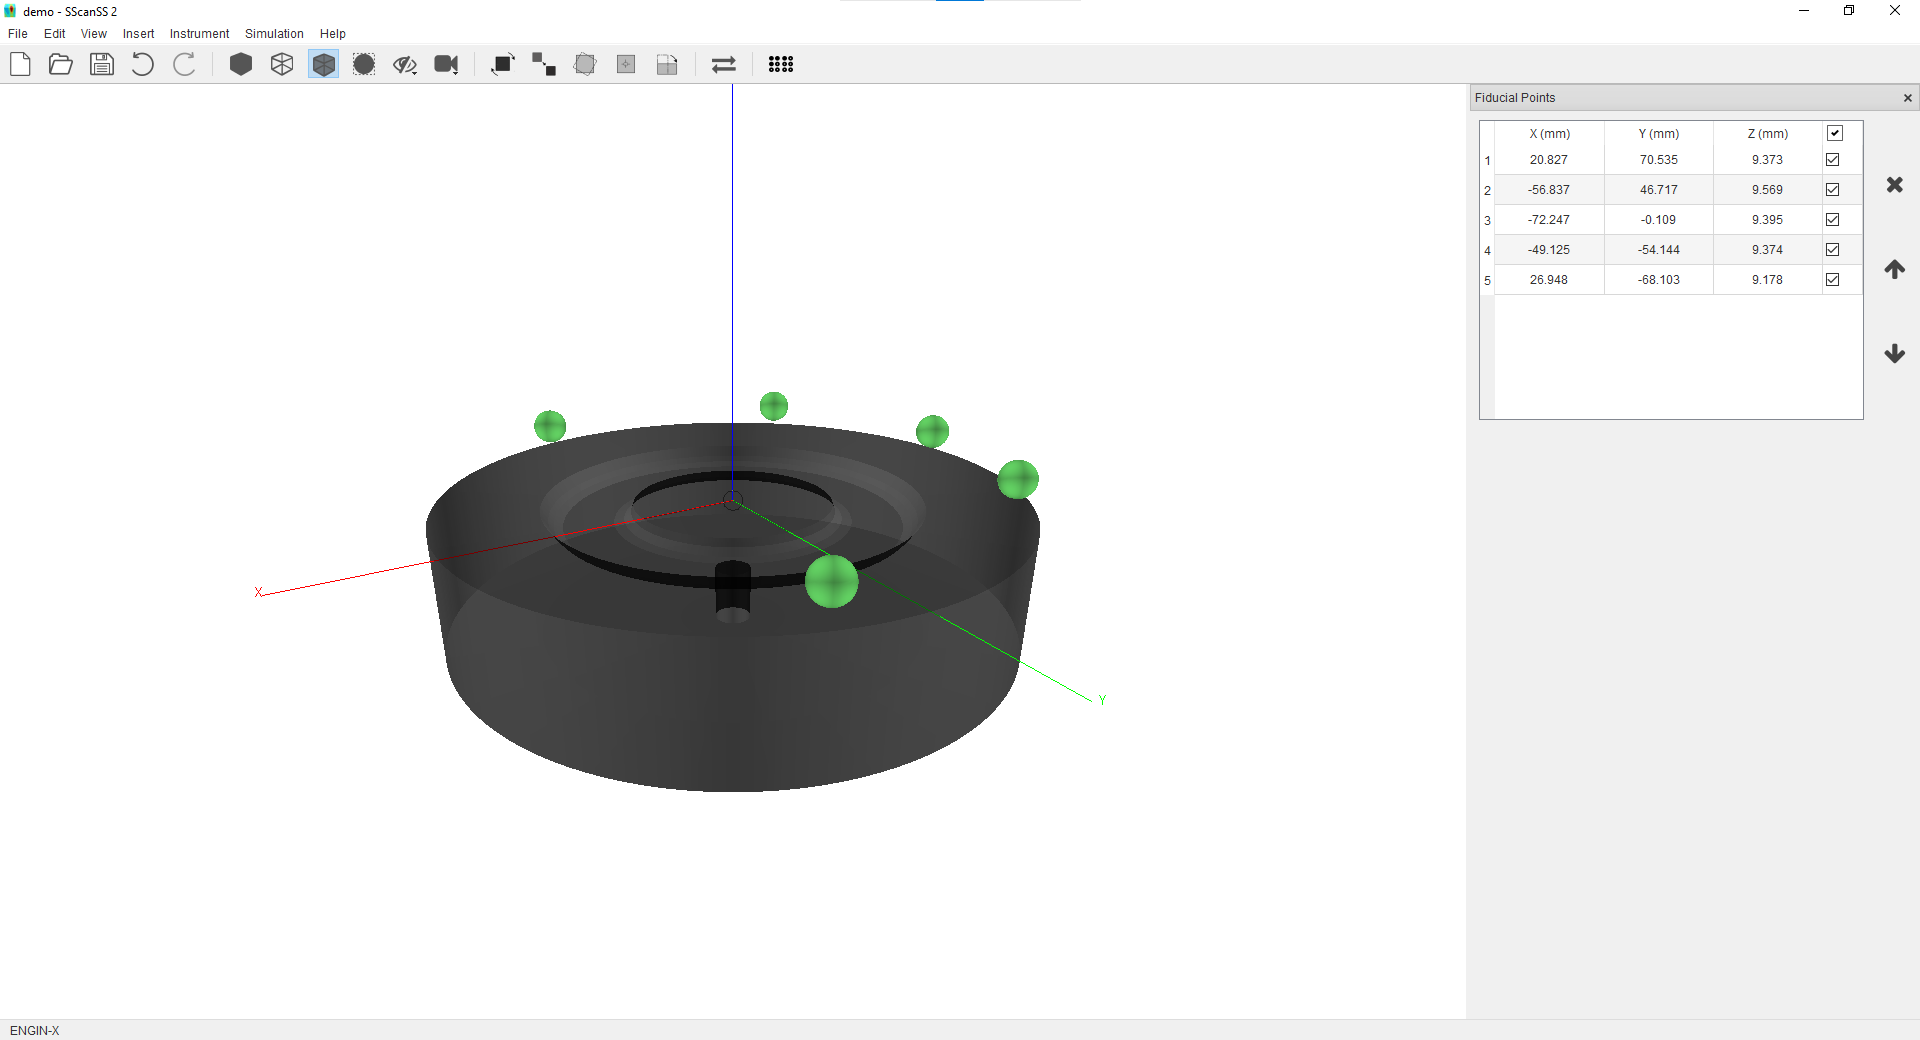 demo - SScanSS 2
File Edit View Insert Instrument Simulation Help
Fiducial Points
X (mm) Y (mm) Z (mm)
1 20.827 70.535 9.373
2 -56.837 46.717 9.569
3 -72.247 -0.109 9.395
4 -49.125 -54.144 9.374
5 26.948 -68.103 9.178
X
Y
ENGIN-X